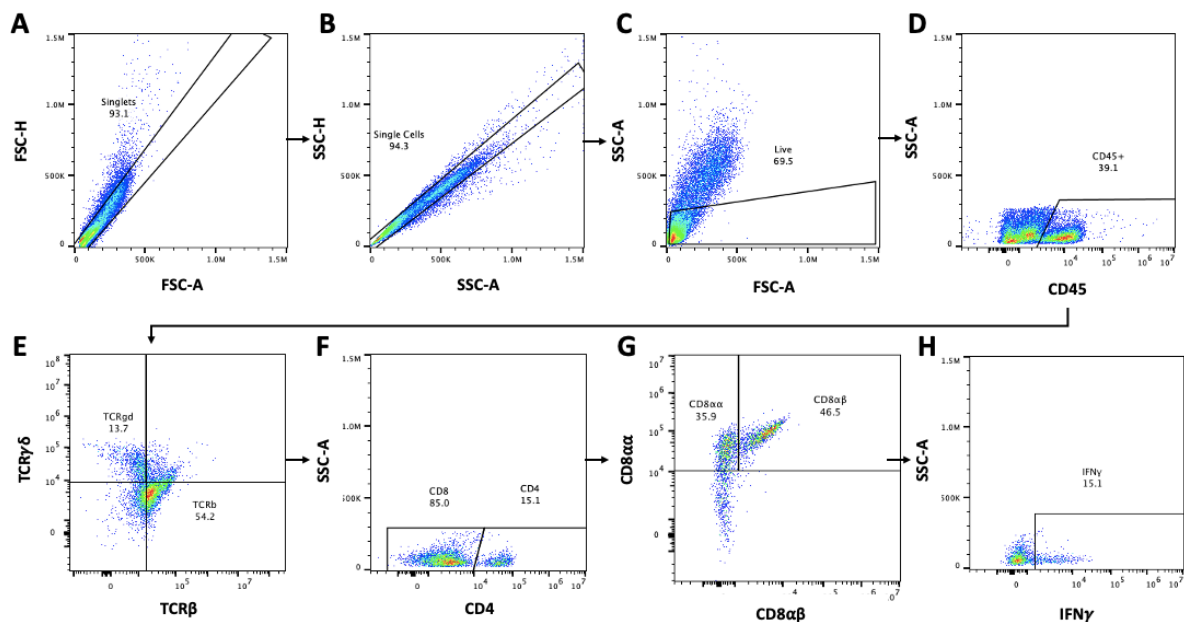 A
1.5M
1.0M
500K
0
Singlets
93.1
0
500K
1.0M
1.5M
FSC-H
FSC-A
B
1.5M
1.0M
500K
0
Single Cells
94.3
0
500K
1.0M
1.5M
SSC-H
SSC-A
C
1.5M
1.0M
500K
0
Live
69.5
0
500K
1.0M
1.5M
SSC-A
FSC-A
D
1.5M
1.0M
500K
0
CD45+
39.1
0
10^4
10^5
10^6
10^7
SSC-A
CD45
E
10^8
10^7
10^6
10^5
10^4
0
TCRgd
13.7
TCRb
54.2
0
10^5
10^7
TCRγδ
TCRβ
F
1.5M
1.0M
500K
0
CD8
85.0
CD4
15.1
0
10^4
10^5
10^6
10^7
SSC-A
CD4
G
10^7
10^6
10^5
10^4
0
CD8αα
35.9
CD8αβ
46.5
-4
-5
-6
CD8αα
CD8αβ
H
1.5M
1.0M
500K
0
IFNγ
15.1
0
10^4
10^5
10^6
10^7
SSC-A
IFNγ